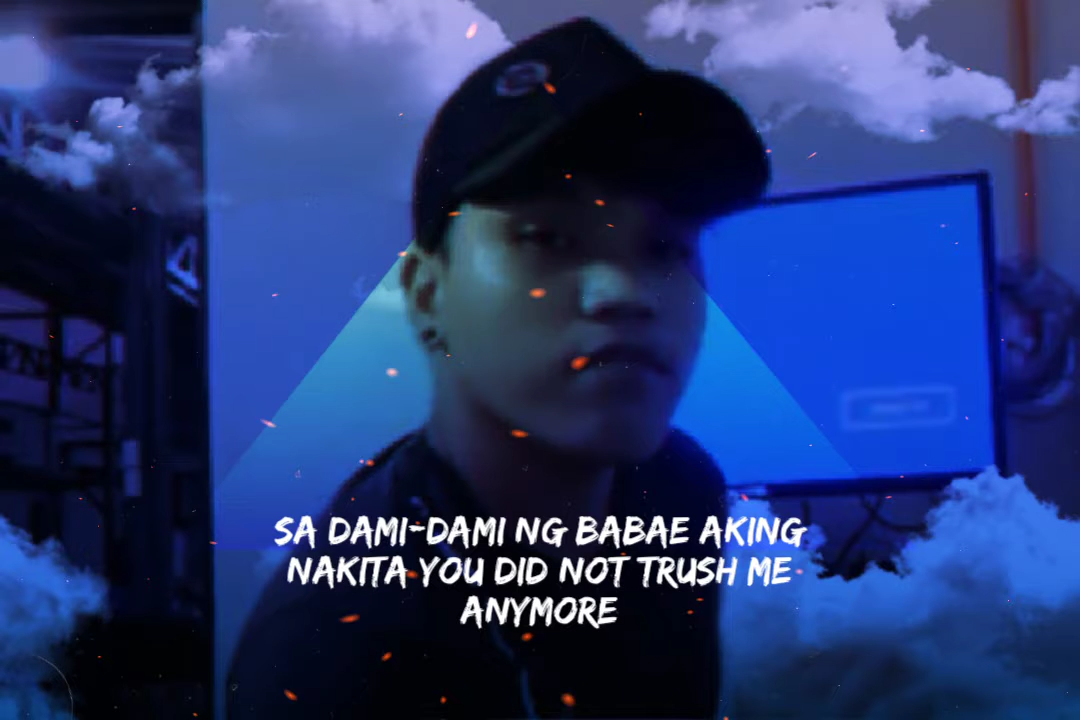 SA DAMI-DAMI NG BABAE AKING
NAKITA YOU DID NOT TRUSH ME
ANYMORE